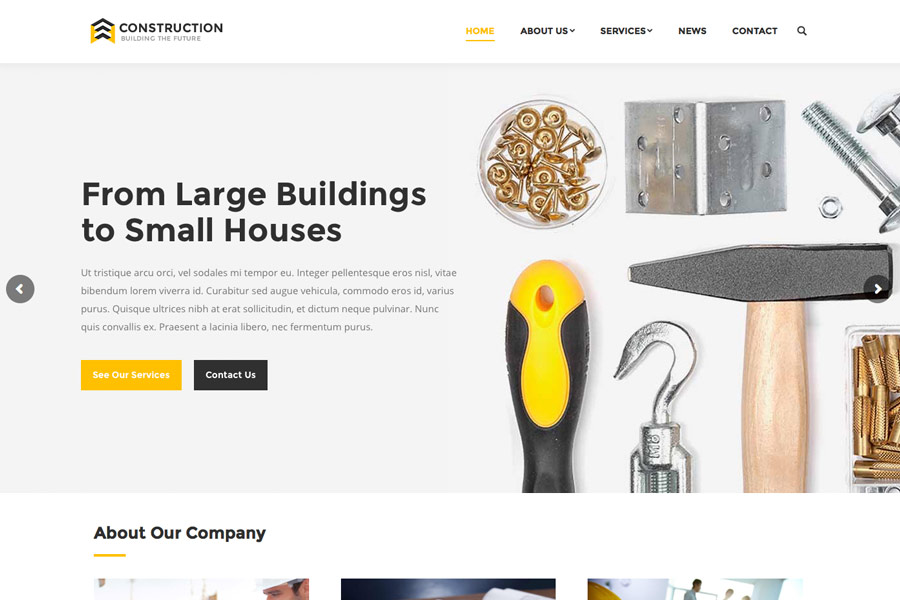 CONSTRUCTION
BUILDING THE FUTURE
HOME ABOUT US SERVICES NEWS CONTACT
From Large Buildings
to Small Houses
Ut tristique arcu orci, vel sodales mi tempor eu. Integer pellentesque eros nisl, vitae
bibendum lorem viverra id. Curabitur sed augue vehicula, commodo eros id, varius
purus. Quisque ultrices nibh at erat sollicitudin, et dictum neque pulvinar. Nunc
quis convallis ex. Praesent a lacinia libero, nec fermentum purus.
See Our Services Contact Us
M8
About Our Company